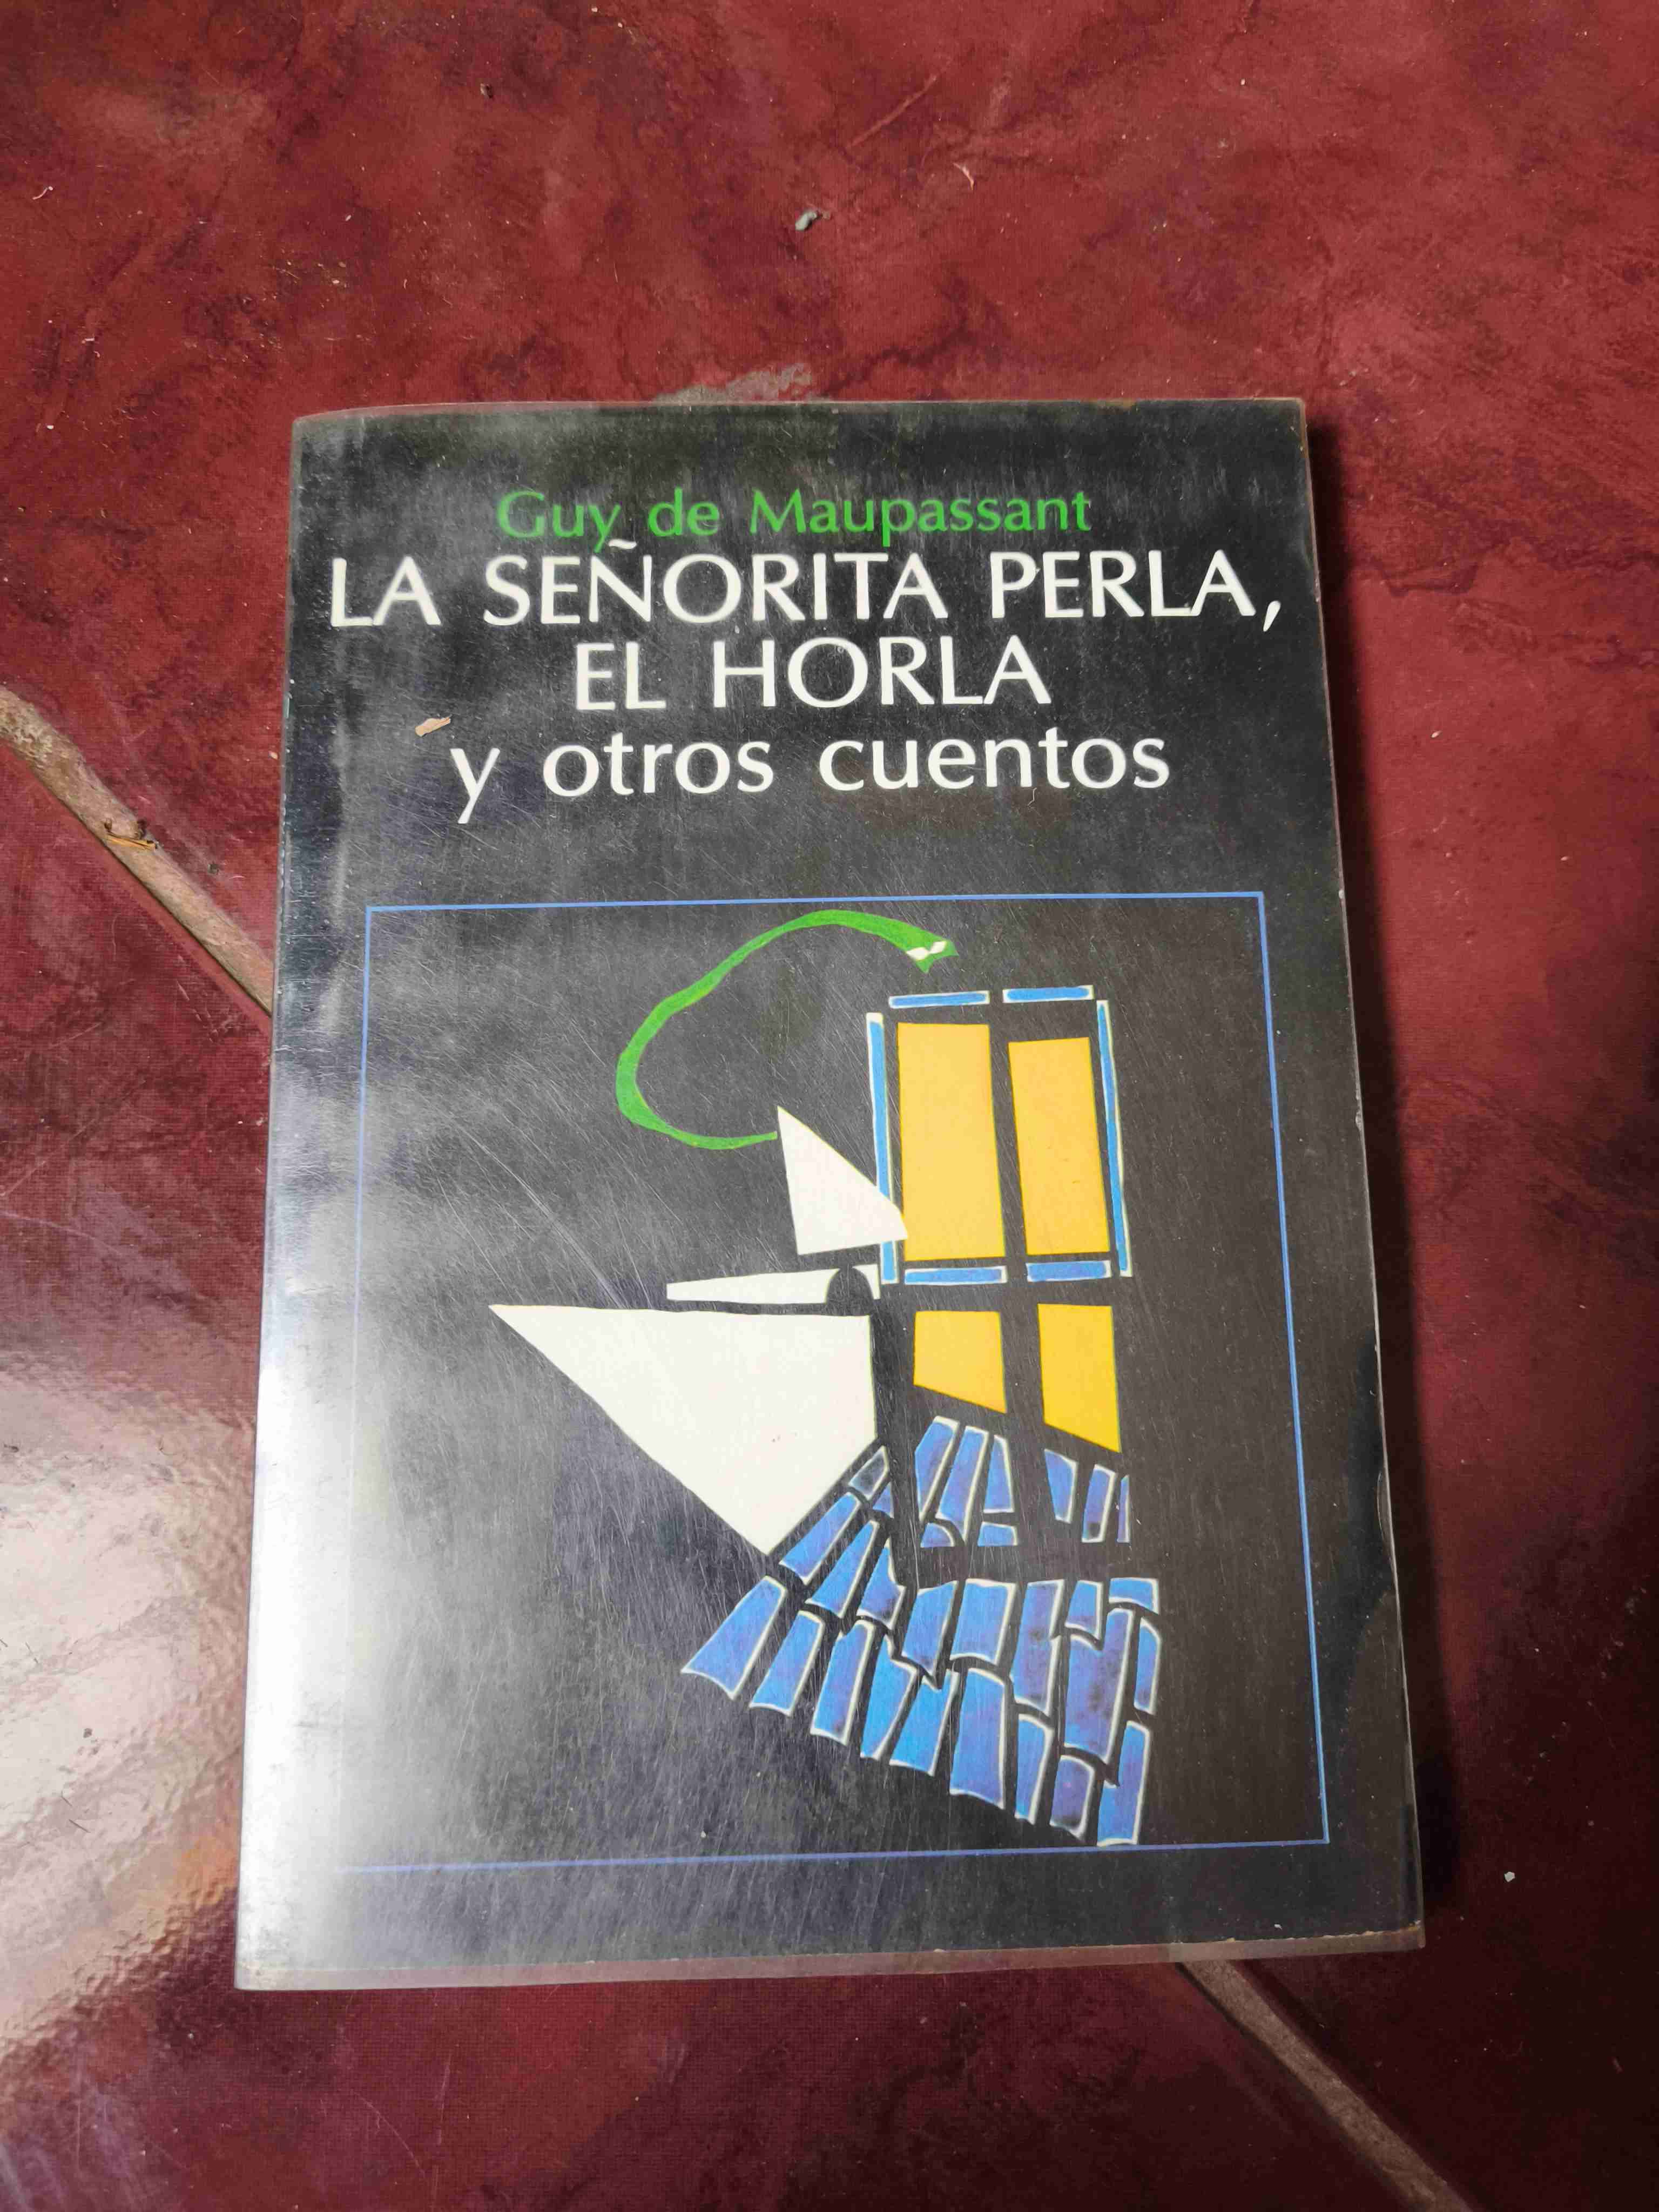 Guy de Maupassant
LA SEÑORITA PERLA,
EL HORLA
y otros cuentos